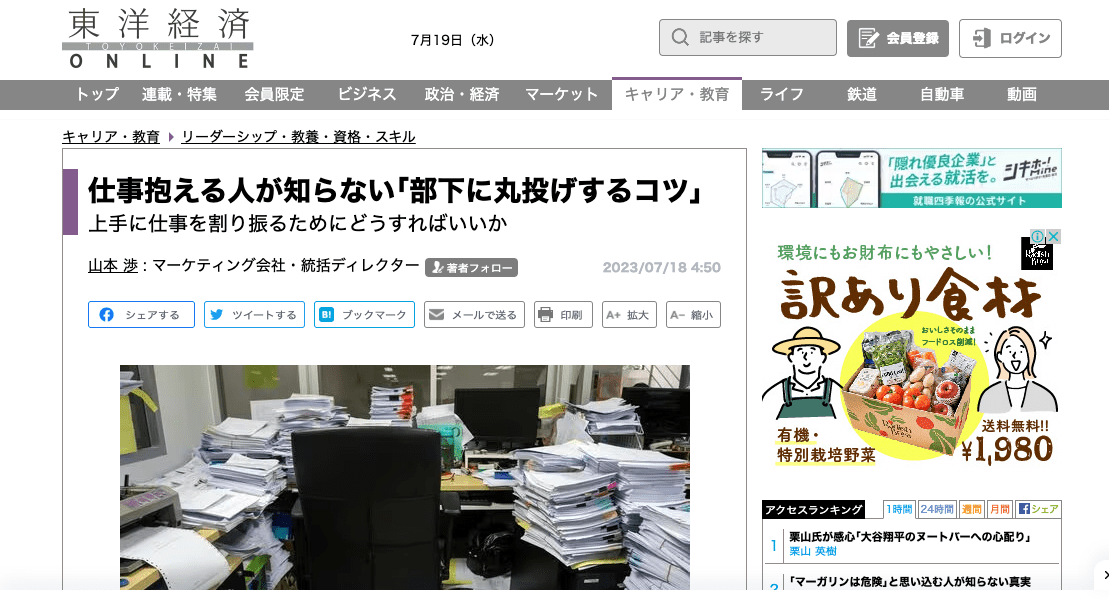 東洋経済
TOYOKEIZAI
ONLINE
7月19日（水）
記事を探す
会員登録
ログイン
トップ
連載・特集
会員限定
ビジネス
政治・経済
マーケット
キャリア・教育
ライフ
鉄道
自動車
動画
キャリア・教育
リーダーシップ・教養・資格・スキル
仕事抱える人が知らない｢部下に丸投げするコツ｣
上手に仕事を割り振るためにどうすればいいか
山本 渉 : マーケティング会社・統括ディレクター
著者フォロー
2023/07/18 4:50
シェアする
ツイートする
B! ブックマーク
メールで送る
印刷
A+ 拡大
A− 縮小
「隠れ優良企業」と
出会える就活を。
シキホー!
Mine
就職四季報の公式サイト
環境にもお財布にもやさしい！
訳あり食材
おいしさそのまま
フードロス削減！
有機・
特別栽培野菜
送料無料!!
¥1,980
アクセスランキング
1時間
24時間
週間
月間
シェア
1
栗山氏が感心｢大谷翔平のヌートバーへの心配り｣
栗山 英樹
2
｢マーガリンは危険｣と思い込む人が知らない真実